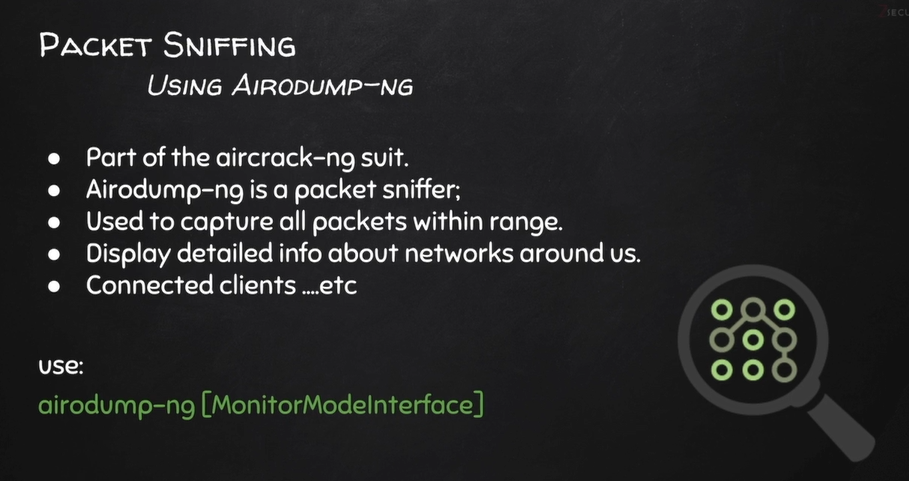 Packet Sniffing
Using Airodump-ng
● Part of the aircrack-ng suit.
● Airodump-ng is a packet sniffer;
● Used to capture all packets within range.
● Display detailed info about networks around us.
● Connected clients ....etc
use:
airodump-ng [MonitorModeInterface]